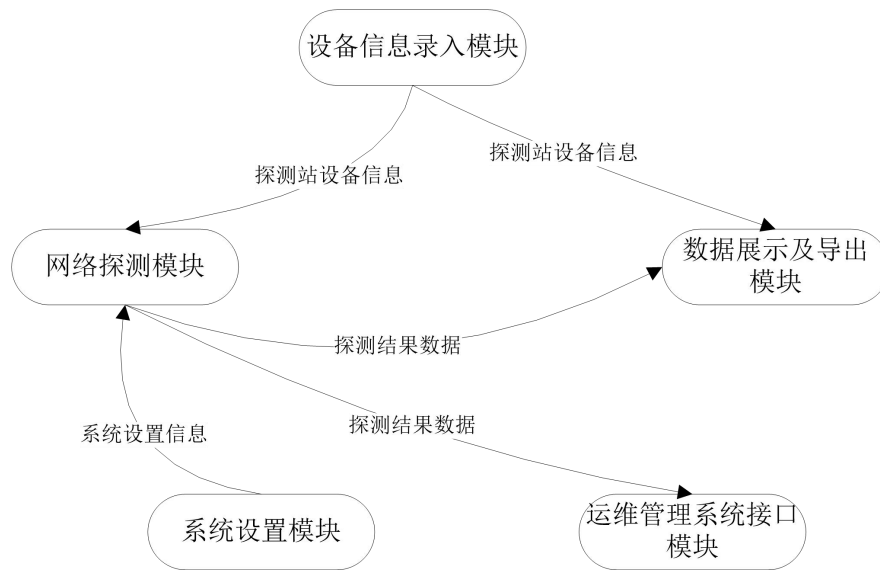 设备信息录入模块
探测站设备信息
探测站设备信息
网络探测模块
数据展示及导出
模块
探测结果数据
探测结果数据
系统设置信息
系统设置模块
运维管理系统接口
模块